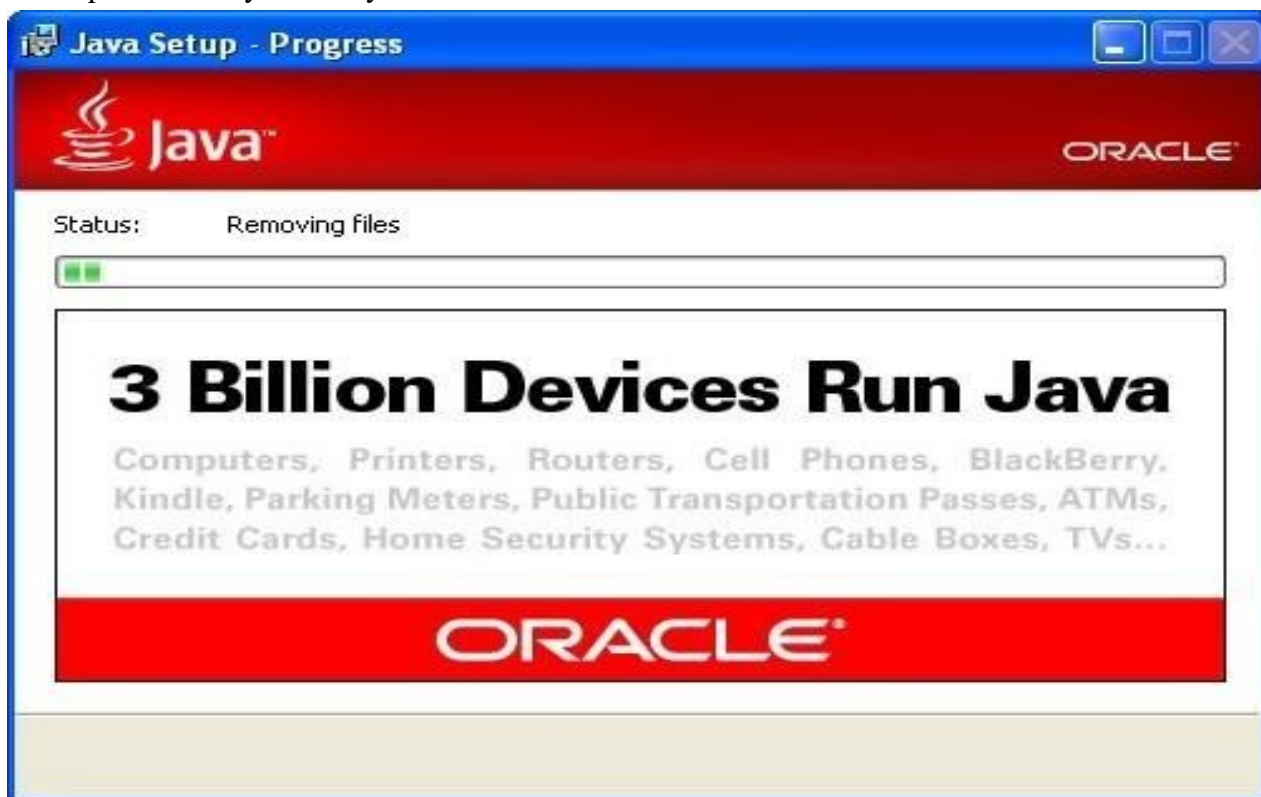 Java Setup - Progress
Java™
ORACLE®
Status: Removing files
3 Billion Devices Run Java
Computers, Printers, Routers, Cell Phones, BlackBerry,
Kindle, Parking Meters, Public Transportation Passes, ATMs,
Credit Cards, Home Security Systems, Cable Boxes, TVs...
ORACLE®